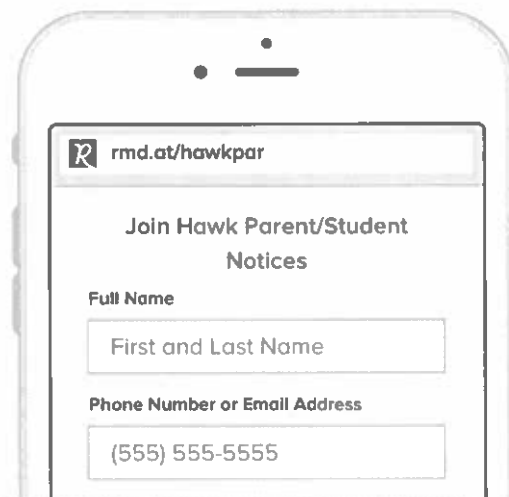 R rmd.at/hawkpar
Join Hawk Parent/Student
Notices
Full Name
First and Last Name
Phone Number or Email Address
(555) 555-5555